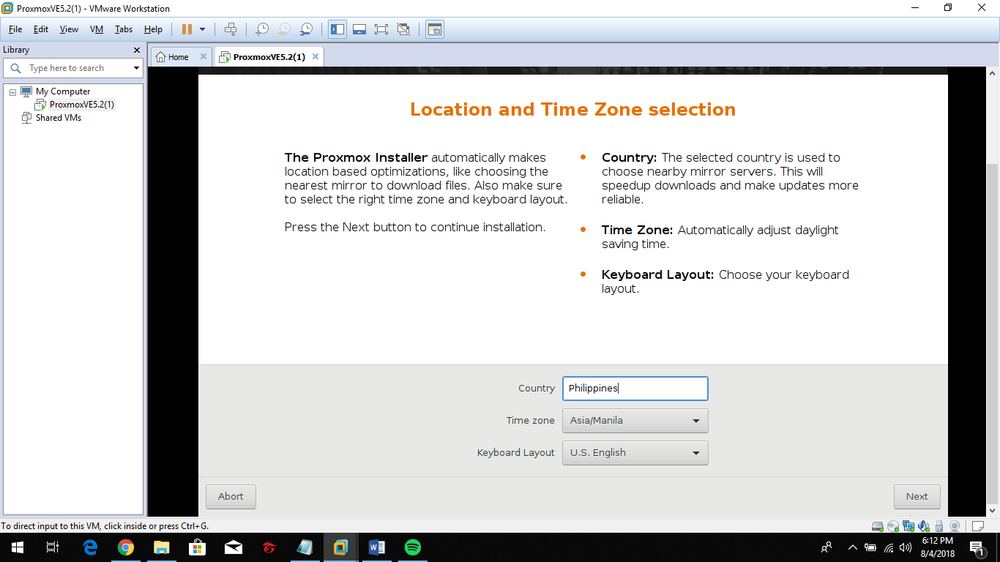 ProxmoxVE5.2(1) - VMware Workstation
File Edit View VM Tabs Help
Library
Home
ProxmoxVE5.2(1)
Type here to search
My Computer
ProxmoxVE5.2(1)
Shared VMs
Location and Time Zone selection
The Proxmox Installer automatically makes
location based optimizations, like choosing the
nearest mirror to download files. Also make sure
to select the right time zone and keyboard layout.
Press the Next button to continue installation.
Country: The selected country is used to
choose nearby mirror servers. This will
speedup downloads and make updates more
reliable.
Time Zone: Automatically adjust daylight
saving time.
Keyboard Layout: Choose your keyboard
layout.
Country Philippines
Time zone Asia/Manila
Keyboard Layout U.S. English
Abort Next
To direct input to this VM, click inside or press Ctrl+G.
6:12 PM
8/4/2018
1